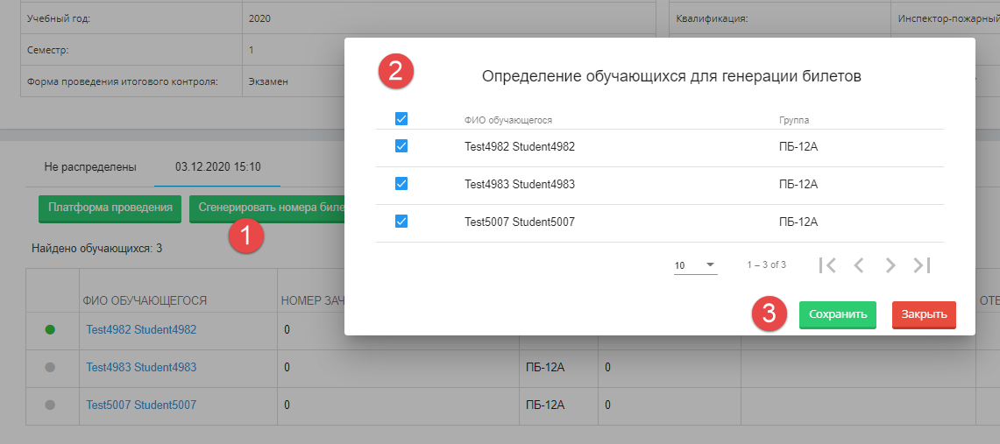 Учебный год: 2020 Квалификация: Инспектор-пожарный
Семестр: 1
Форма проведения итогового контроля: Экзамен
2
Определение обучающихся для генерации билетов
ФИО обучающегося Группа
Test4982 Student4982 ПБ-12А
Test4983 Student4983 ПБ-12А
Test5007 Student5007 ПБ-12А
10 1 – 3 of 3
3 Сохранить Закрыть
Не распределены 03.12.2020 15:10
Платформа проведения Сгенерировать номера биле
1
Найдено обучающихся: 3
ФИО ОБУЧАЮЩЕГОСЯ НОМЕР ЗАЧ ОТЕ
Test4982 Student4982 0
Test4983 Student4983 0 ПБ-12А 0
Test5007 Student5007 0 ПБ-12А 0